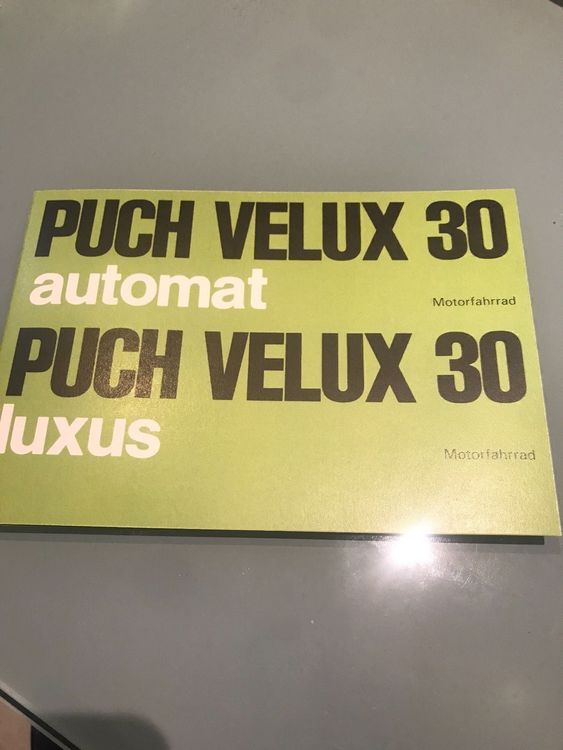 PUCH VELUX 30
automat
Motorfahrrad
PUCH VELUX 30
luxus
Motorfahrrad